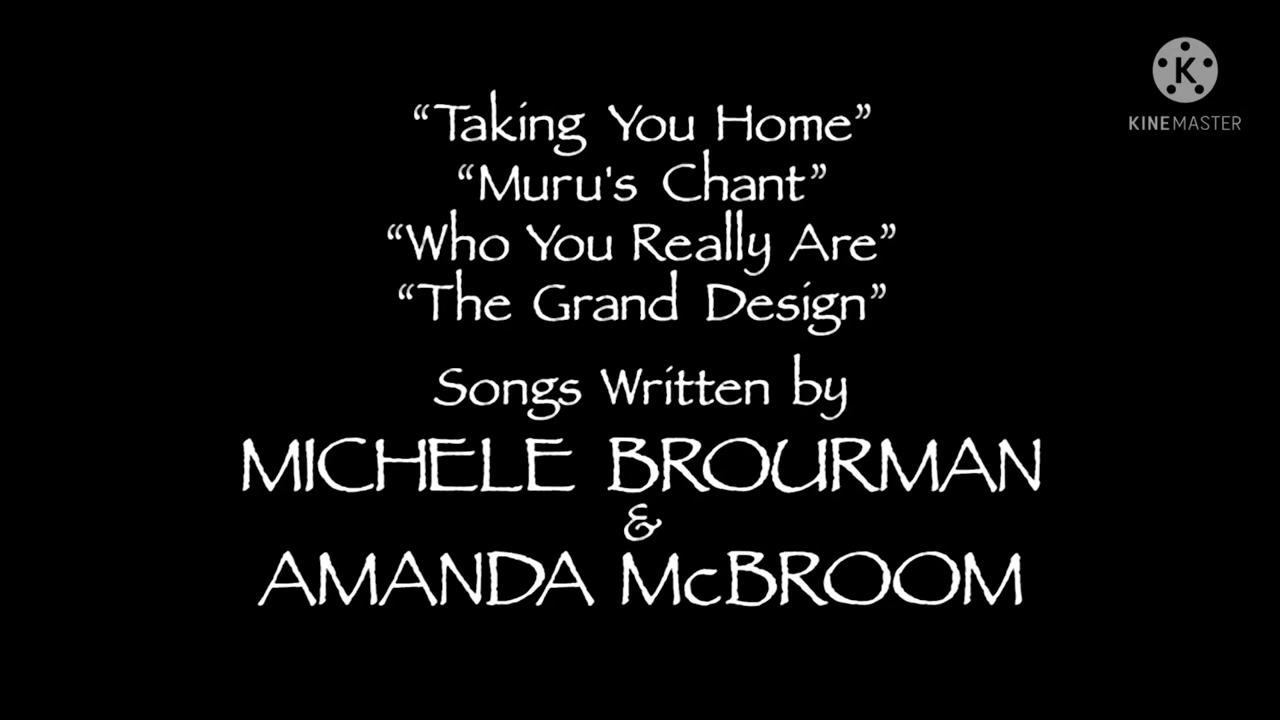 “Taking You Home”
“Muru's Chant”
“Who You Really Are”
“The Grand Design”
Songs Written by
MICHELE BROURMAN
&
AMANDA McBROOM
K
KINEMASTER